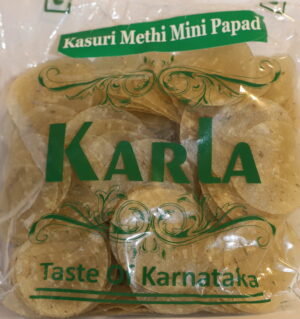 Kasuri Methi Mini Papad
KARLA
Taste Of Karnataka